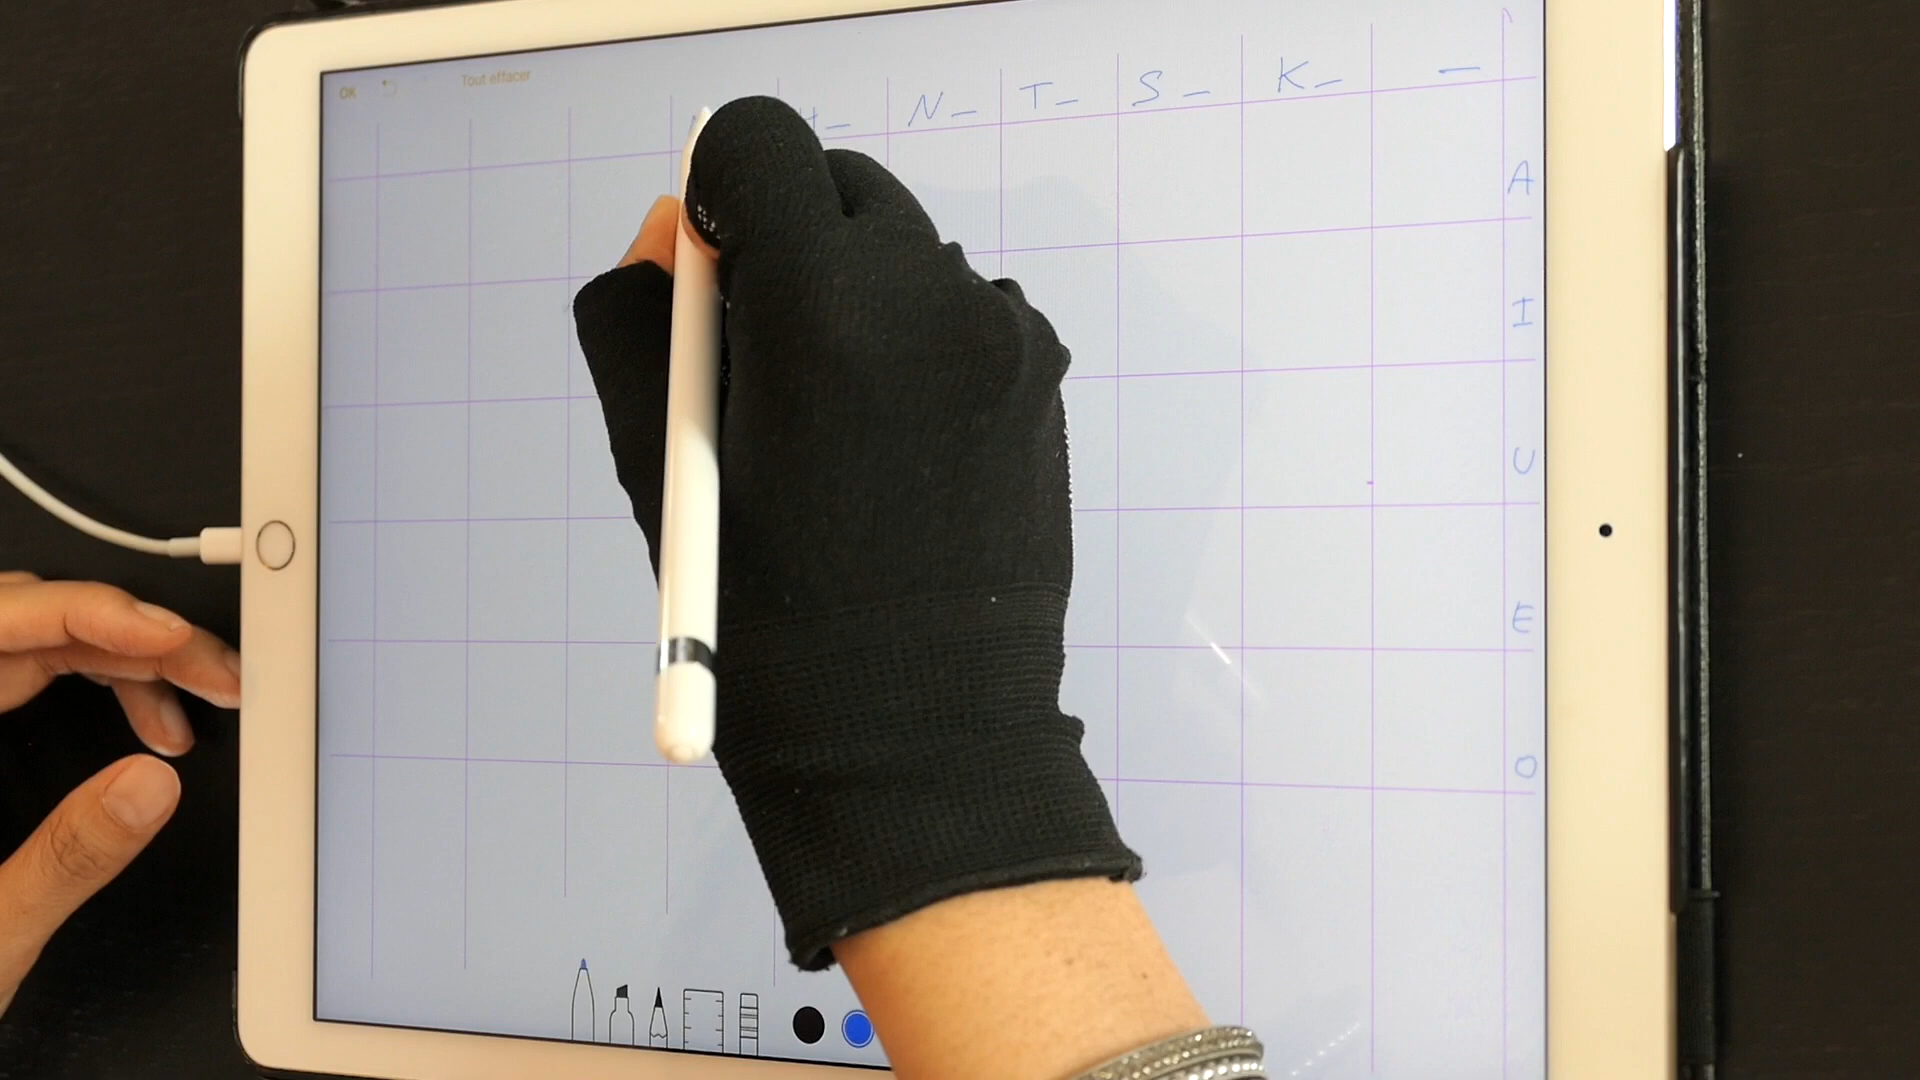 OK Tout effacer
H_ N_ T_ S_ K_ _
A
I
U
E
O